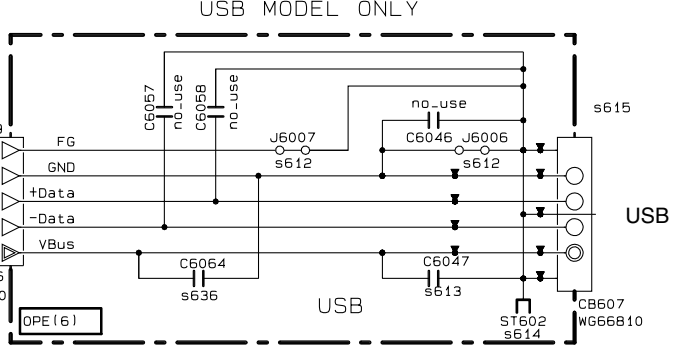 USB MODEL ONLY
C6057
no_use
C6058
no_use
no_use
s615
FG
J6007
C6046
J6006
s612
s612
GND
+Data
-Data
USB
VBus
C6064
C6047
s636
s613
USB
CB607
OPE(6)
ST602
WG66810
s614